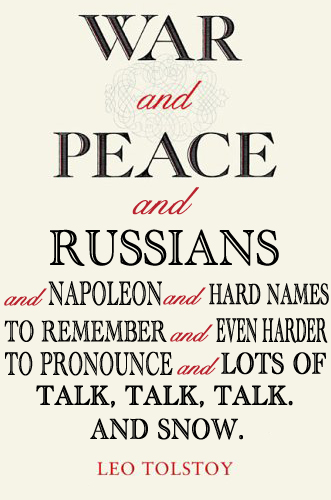 WAR
and
PEACE
and
RUSSIANS
and NAPOLEON and HARD NAMES
TO REMEMBER and EVEN HARDER
TO PRONOUNCE and LOTS OF
TALK, TALK, TALK.
AND SNOW.
LEO TOLSTOY